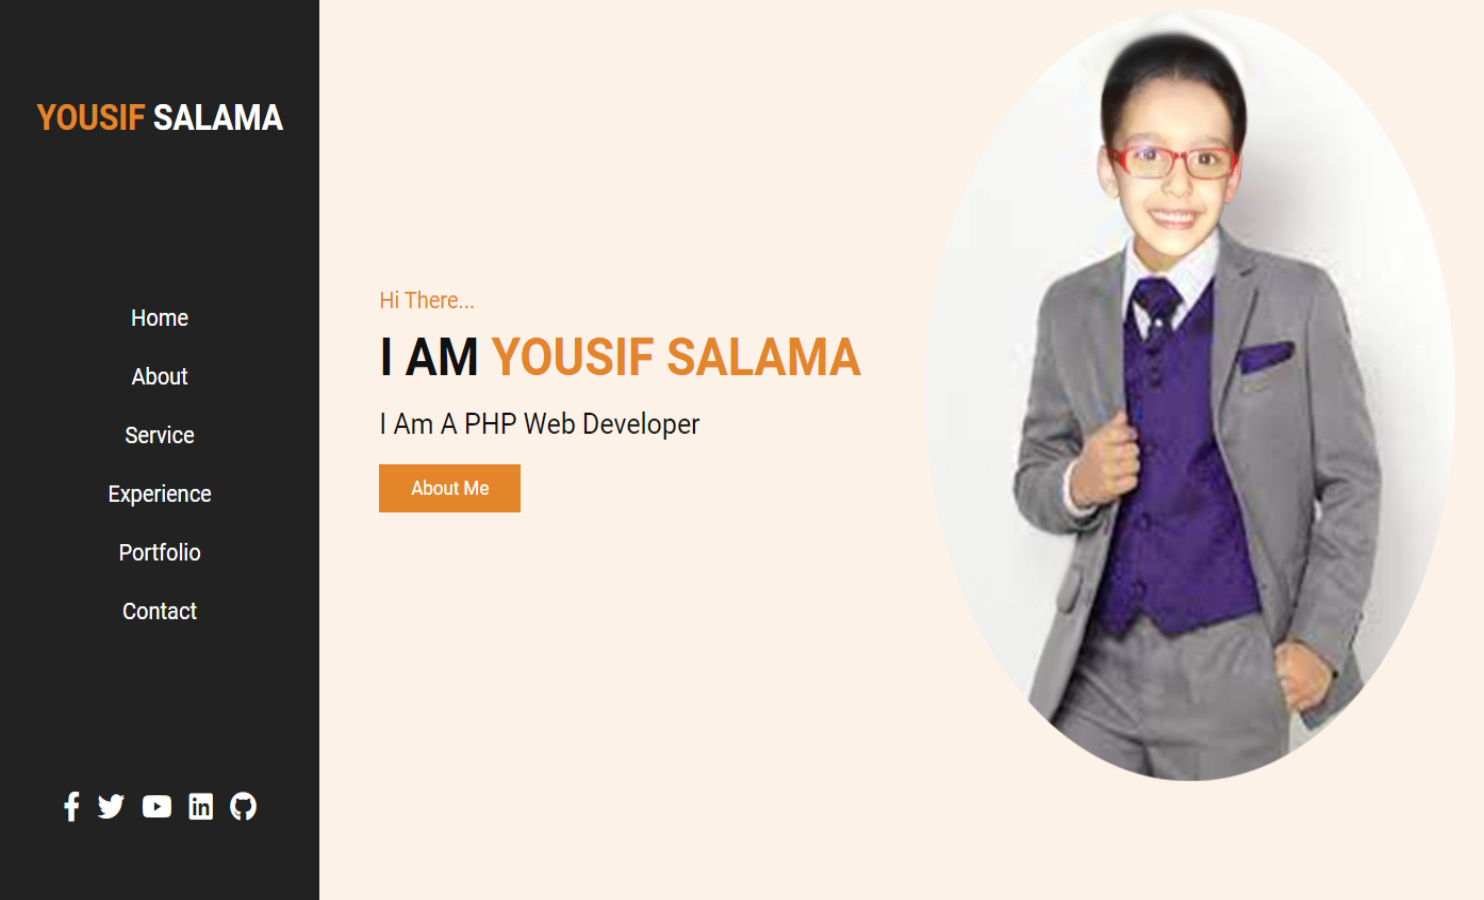 YOUSIF SALAMA
Home
About
Service
Experience
Portfolio
Contact
Hi There...
I AM YOUSIF SALAMA
I Am A PHP Web Developer
About Me